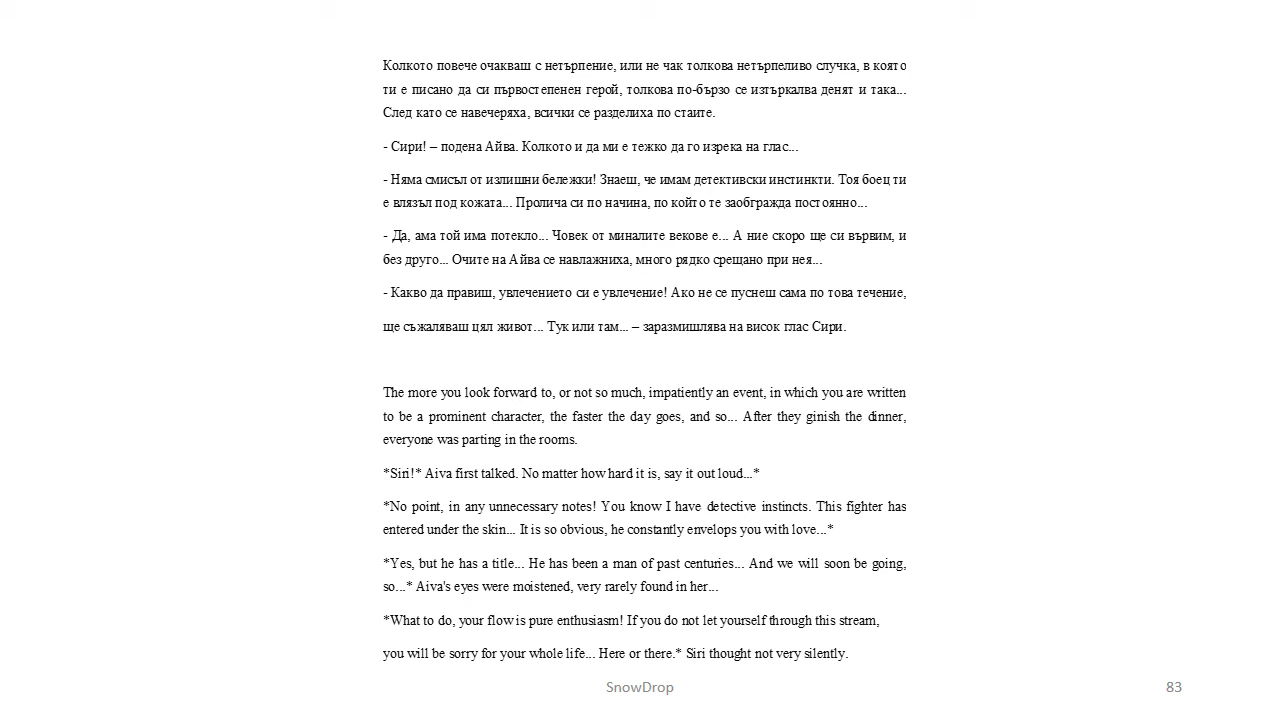 Колкото повече очакваш с нетърпение, или не чак толкова нетърпеливо случка, в която
ти е писано да си първостепенен герой, толкова по-бързо се изтъркалва денят и така...
След като се навечеряха, всички се разделиха по стаите.
- Сири! – подена Айва. Колкото и да ми е тежко да го изрека на глас...
- Няма смисъл от излишни бележки! Знаеш, че имам детективски инстинкти. Тоя боец ти
е влязъл под кожата... Пролича си по начина, по който те заобгражда постоянно...
- Да, ама той има потекло... Човек от миналите векове е... А ние скоро ще си вървим, и
без друго... Очите на Айва се навлажниха, много рядко срещано при нея...
- Какво да правиш, увлечението си е увлечение! Ако не се пуснеш сама по това течение,
ще съжаляваш цял живот... Тук или там... – заразмишлява на висок глас Сири.
The more you look forward to, or not so much, impatiently an event, in which you are written
to be a prominent character, the faster the day goes, and so... After they ginish the dinner,
everyone was parting in the rooms.
*Siri!* Aiva first talked. No matter how hard it is, say it out loud...*
*No point, in any unnecessary notes! You know I have detective instincts. This fighter has
entered under the skin... It is so obvious, he constantly envelops you with love...*
*Yes, but he has a title... He has been a man of past centuries... And we will soon be going,
so...* Aiva's eyes were moistened, very rarely found in her...
*What to do, your flow is pure enthusiasm! If you do not let yourself through this stream,
you will be sorry for your whole life... Here or there.* Siri thought not very silently.
SnowDrop
83